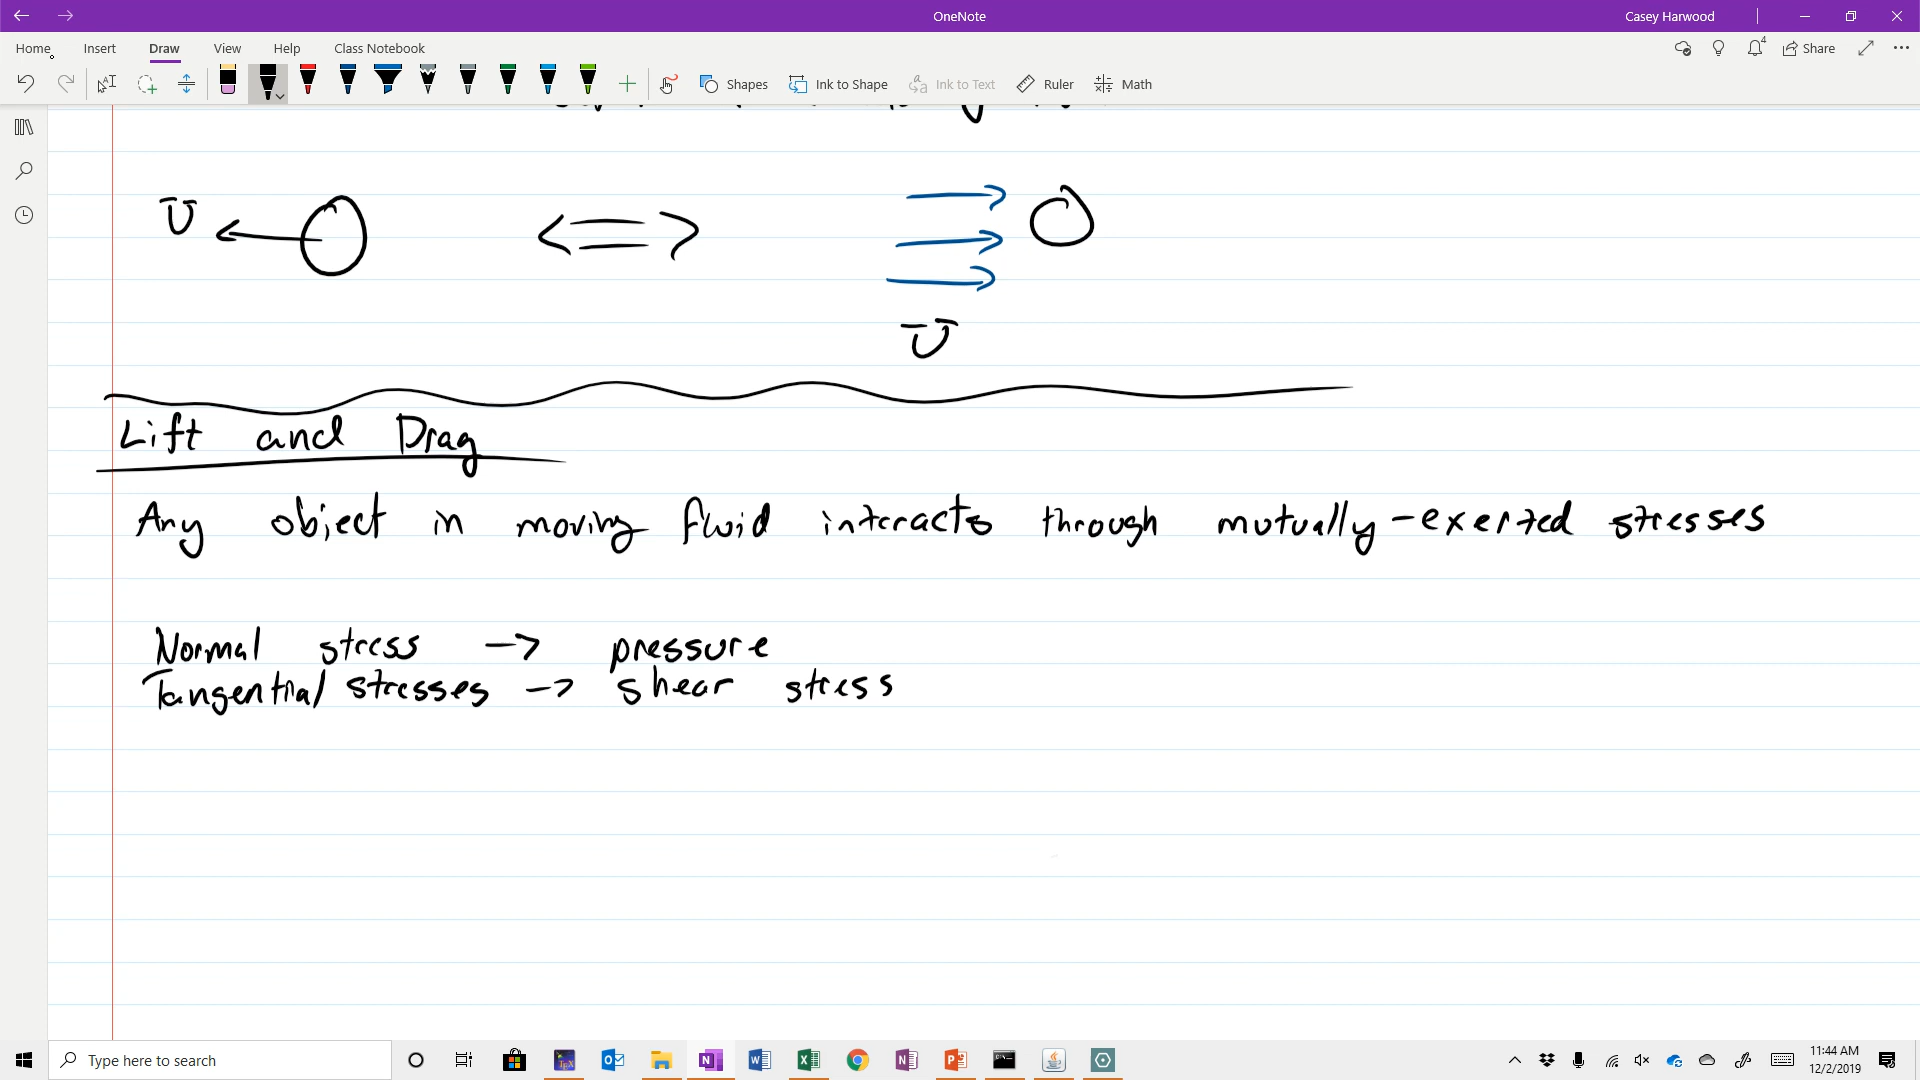 OneNote
Casey Harwood
Home Insert Draw View Help Class Notebook
4 Share
Shapes Ink to Shape Ink to Text Ruler Math
U
U
Lift and Drag
Any object in moving fluid interacts through mutually-exerted stresses
Normal stress -> pressure
Tangential stresses -> shear stress
Type here to search
11:44 AM
12/2/2019